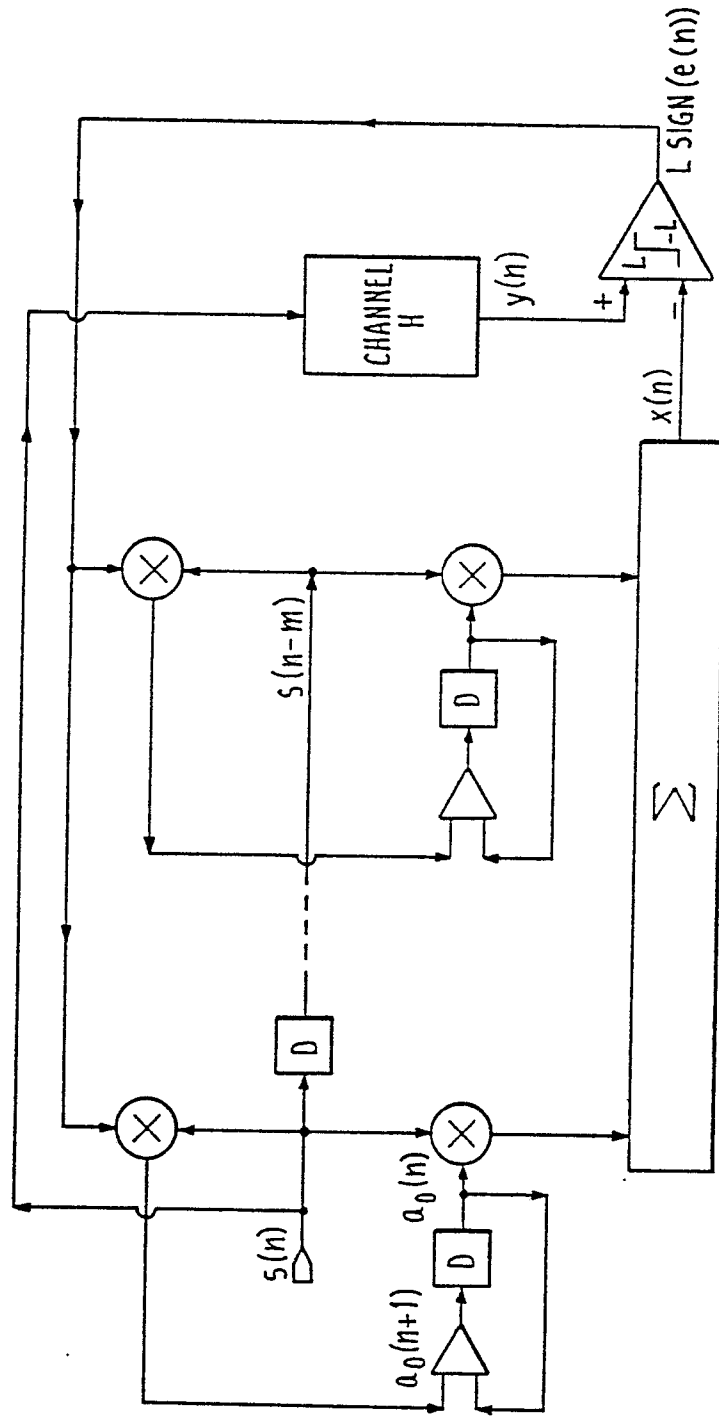 S(n)
a₀(n+1)
D
a₀(n)
D
S(n-m)
D
Σ
CHANNEL
H
y(n)
x(n)
+
-
L
-L
L SIGN(e(n))